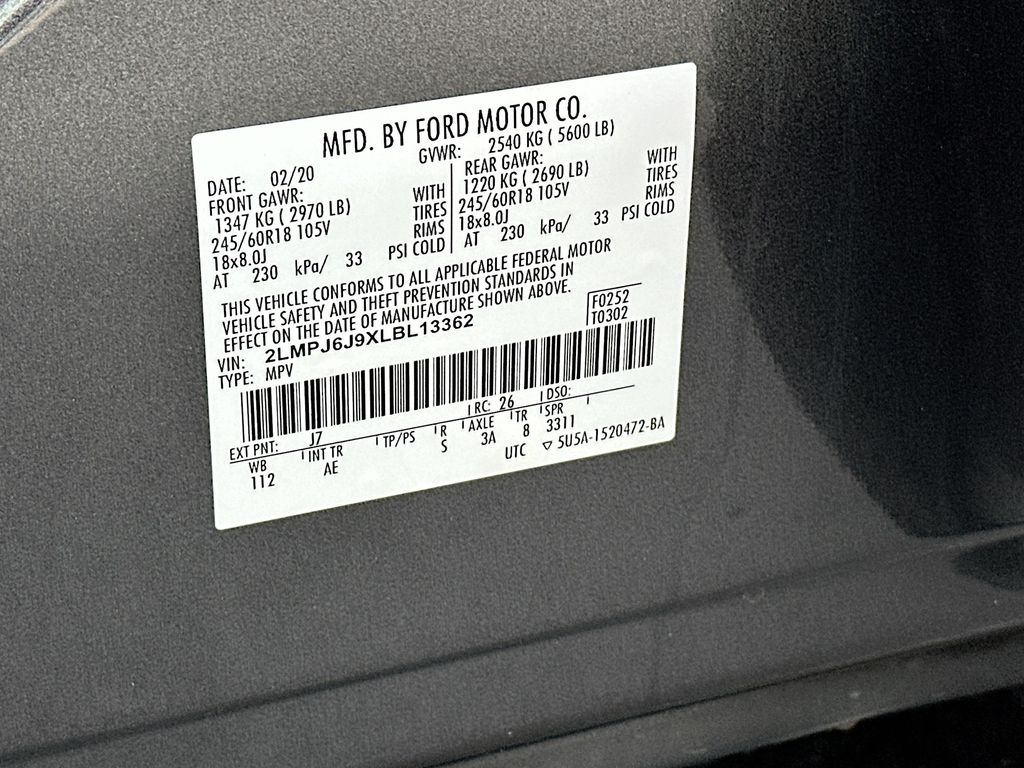 MFD. BY FORD MOTOR CO.
DATE: 02/20 GVWR: 2540 KG ( 5600 LB)
FRONT GAWR: REAR GAWR:
1347 KG ( 2970 LB) WITH 1220 KG ( 2690 LB) WITH
245/60R18 105V TIRES 245/60R18 105V TIRES
18x8.0J RIMS 18x8.0J RIMS
AT 230 kPa/ 33 PSI COLD AT 230 kPa/ 33 PSI COLD
THIS VEHICLE CONFORMS TO ALL APPLICABLE FEDERAL MOTOR
VEHICLE SAFETY AND THEFT PREVENTION STANDARDS IN
EFFECT ON THE DATE OF MANUFACTURE SHOWN ABOVE.
F0252
T0302
VIN: 2LMPJ6J9XLBL13362
TYPE: MPV
EXT PNT: J7 RC: 26 DSO:
WB INT TR TP/PS R AXLE TR SPR
112 AE S 3A 8 3311
UTC ▽ 5U5A-1520472-BA